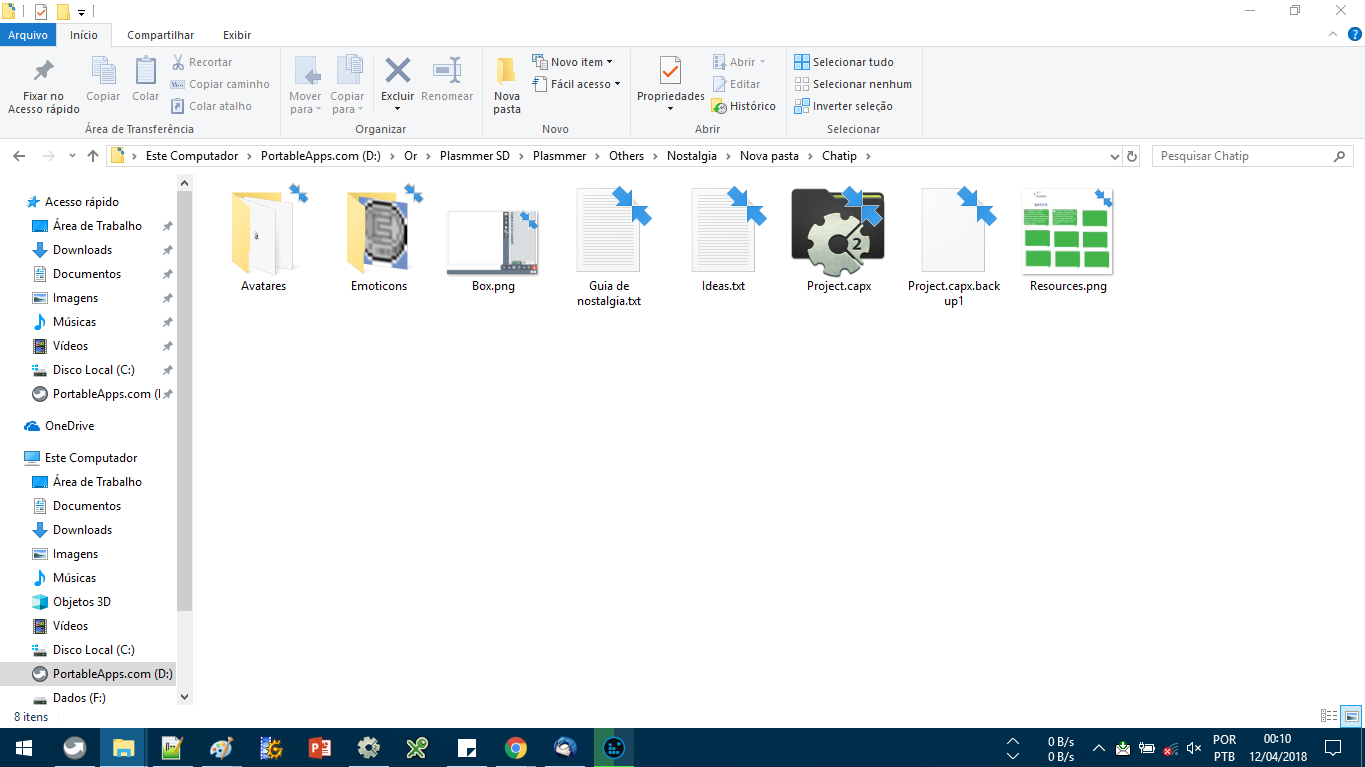 Arquivo Início Compartilhar Exibir
Fixar no
Acesso rápido
Copiar
Colar
Recortar
Copiar caminho
Colar atalho
Área de Transferência
Mover
para
Copiar
para
Excluir
Renomear
Organizar
Nova
pasta
Novo item
Fácil acesso
Novo
Propriedades
Abrir
Editar
Histórico
Abrir
Selecionar tudo
Selecionar nenhum
Inverter seleção
Selecionar
Este Computador > PortableApps.com (D:) > Or > Plasmmer SD > Plasmmer > Others > Nostalgia > Nova pasta > Chatip >
Pesquisar Chatip
Acesso rápido
Área de Trabalho
Downloads
Documentos
Imagens
Músicas
Vídeos
Disco Local (C:)
PortableApps.com (
OneDrive
Este Computador
Área de Trabalho
Documentos
Downloads
Imagens
Músicas
Objetos 3D
Vídeos
Disco Local (C:)
PortableApps.com (D:)
Dados (F:)
Avatares
Emoticons
Box.png
Guia de
nostalgia.txt
Ideas.txt
2
Project.capx
Project.capx.back
up1
Resources.png
8 itens
0 B/s
0 B/s
POR
PTB
00:10
12/04/2018